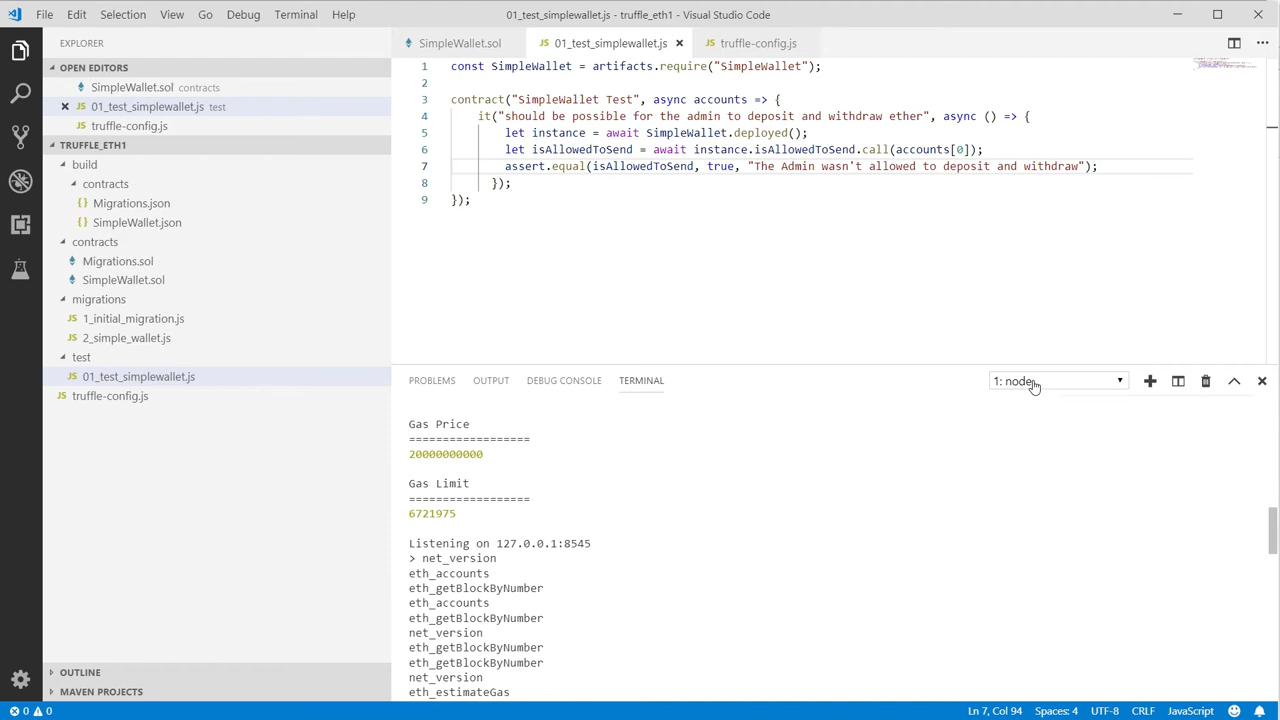 File Edit Selection View Go Debug Terminal Help
01_test_simplewallet.js - truffle_eth1 - Visual Studio Code
EXPLORER
OPEN EDITORS
SimpleWallet.sol contracts
01_test_simplewallet.js test
truffle-config.js
TRUFFLE_ETH1
build
contracts
Migrations.json
SimpleWallet.json
contracts
Migrations.sol
SimpleWallet.sol
migrations
1_initial_migration.js
2_simple_wallet.js
test
01_test_simplewallet.js
truffle-config.js
OUTLINE
MAVEN PROJECTS
SimpleWallet.sol JS 01_test_simplewallet.js JS truffle-config.js
1 const SimpleWallet = artifacts.require("SimpleWallet");
2
3 contract("SimpleWallet Test", async accounts => {
4 it("should be possible for the admin to deposit and withdraw ether", async () => {
5 let instance = await SimpleWallet.deployed();
6 let isAllowedToSend = await instance.isAllowedToSend.call(accounts[0]);
7 assert.equal(isAllowedToSend, true, "The Admin wasn't allowed to deposit and withdraw");
8 });
9 });
PROBLEMS OUTPUT DEBUG CONSOLE TERMINAL 1: node
Gas Price
==================
20000000000
Gas Limit
==================
6721975
Listening on 127.0.0.1:8545
> net_version
eth_accounts
eth_getBlockByNumber
eth_accounts
eth_getBlockByNumber
net_version
eth_getBlockByNumber
eth_getBlockByNumber
net_version
eth_estimateGas
0 0 Ln 7, Col 94 Spaces: 4 UTF-8 CRLF JavaScript